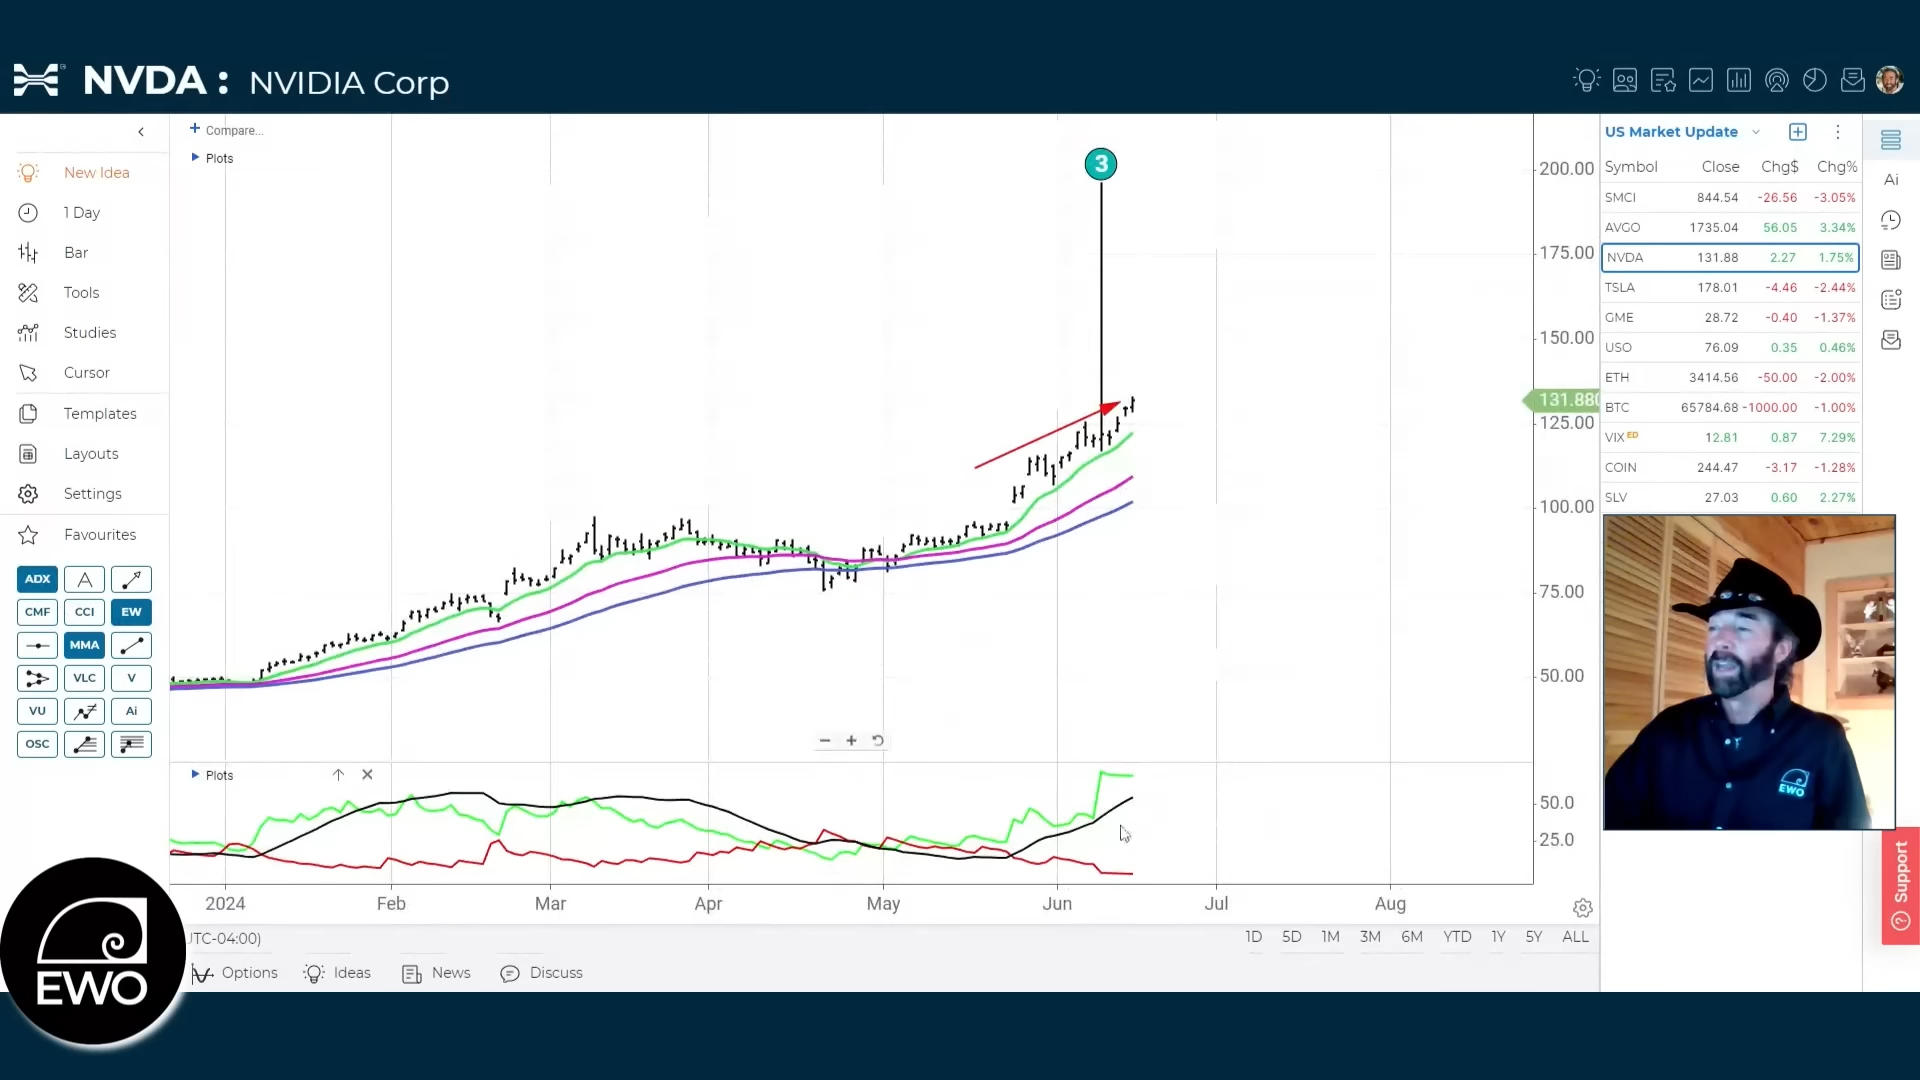 NVDA : NVIDIA Corp
Compare...
Plots
New Idea
1 Day
Bar
Tools
Studies
Cursor
Templates
Layouts
Settings
Favourites
ADX
CMF CCI EW
MMA
VLC V
VU Ai
OSC
3
200.00
175.00
150.00
131.880
125.00
100.00
75.00
50.00
Plots
50.0
25.0
2024 Feb Mar Apr May Jun Jul Aug
UTC-04:00)
1D 5D 1M 3M 6M YTD 1Y 5Y ALL
Options Ideas News Discuss
US Market Update
Symbol Close Chg$ Chg%
SMCI 844.54 -26.56 -3.05%
AVGO 1735.04 56.05 3.34%
NVDA 131.88 2.27 1.75%
TSLA 178.01 -4.46 -2.44%
GME 28.72 -0.40 -1.37%
USO 76.09 0.35 0.46%
ETH 3414.56 -50.00 -2.00%
BTC 65784.68 -1000.00 -1.00%
VIX ED 12.81 0.87 7.29%
COIN 244.47 -3.17 -1.28%
SLV 27.03 0.60 2.27%
Ai
EWO
Support
EWO